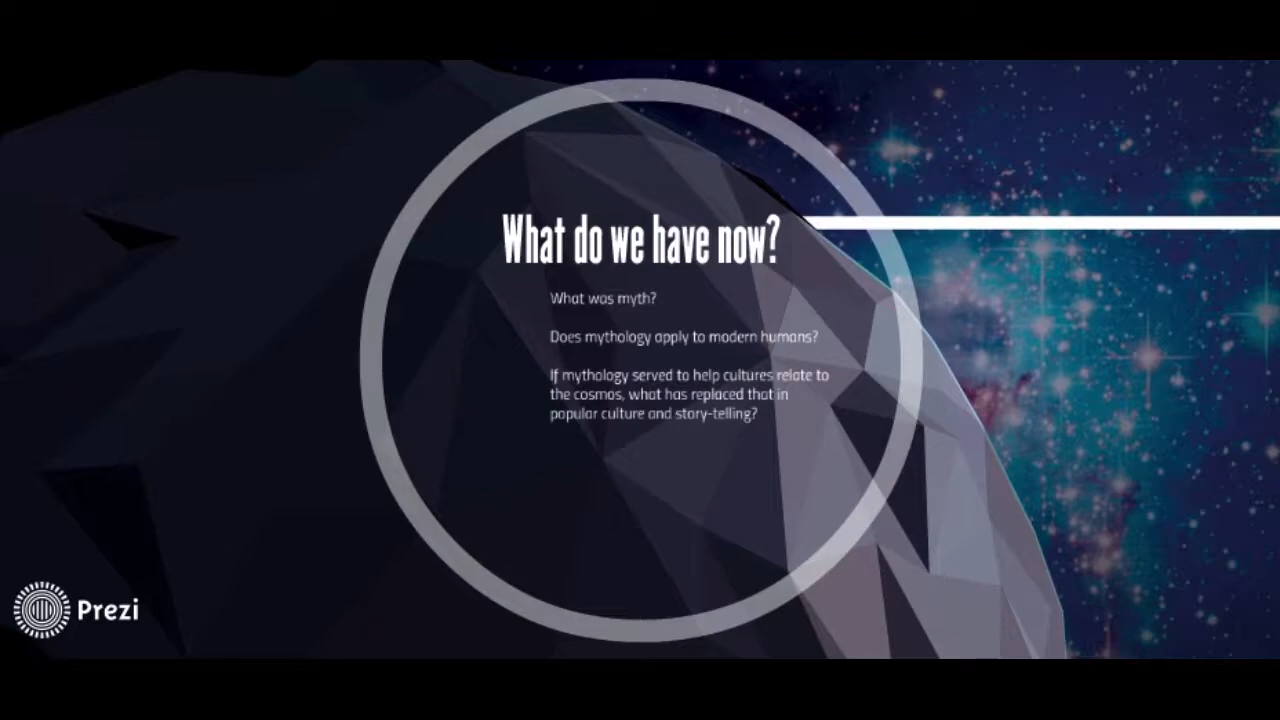 What do we have now?
What was myth?
Does mythology apply to modern humans?
If mythology served to help cultures relate to
the cosmos, what has replaced that in
popular culture and story-telling?
Prezi